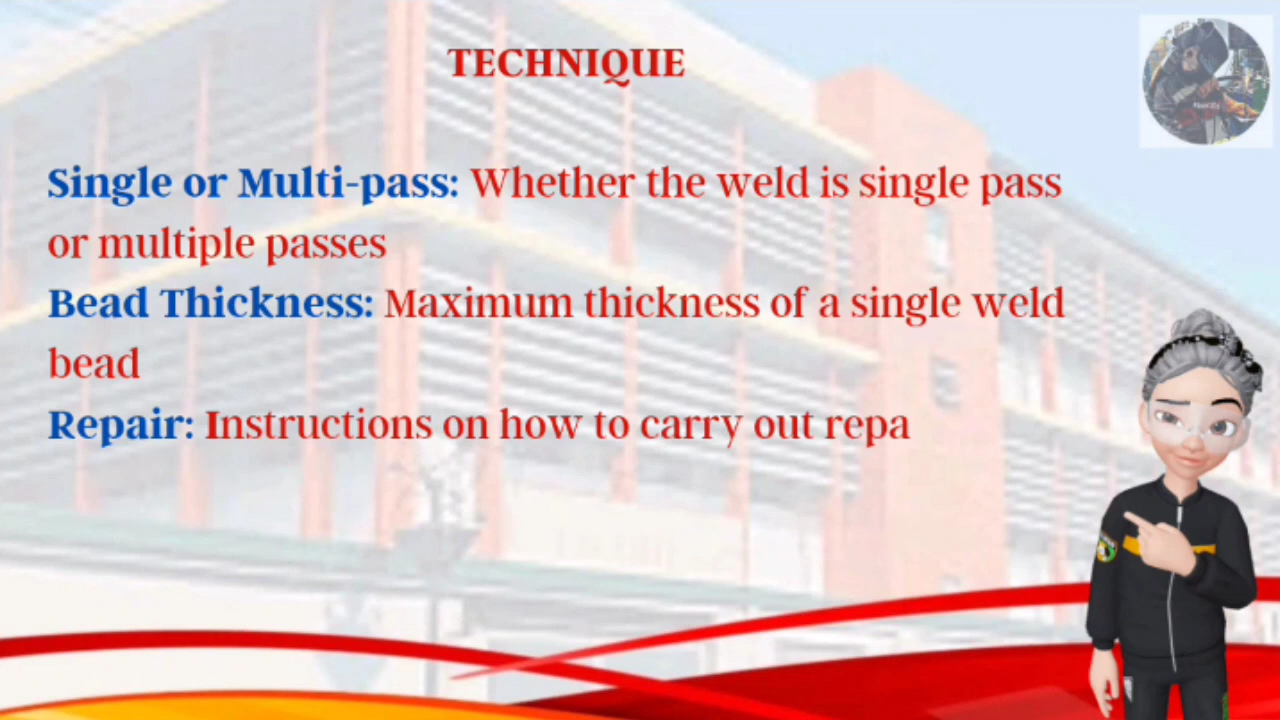 TECHNIQUE
Single or Multi-pass: Whether the weld is single pass
or multiple passes
Bead Thickness: Maximum thickness of a single weld
bead
Repair: Instructions on how to carry out repa